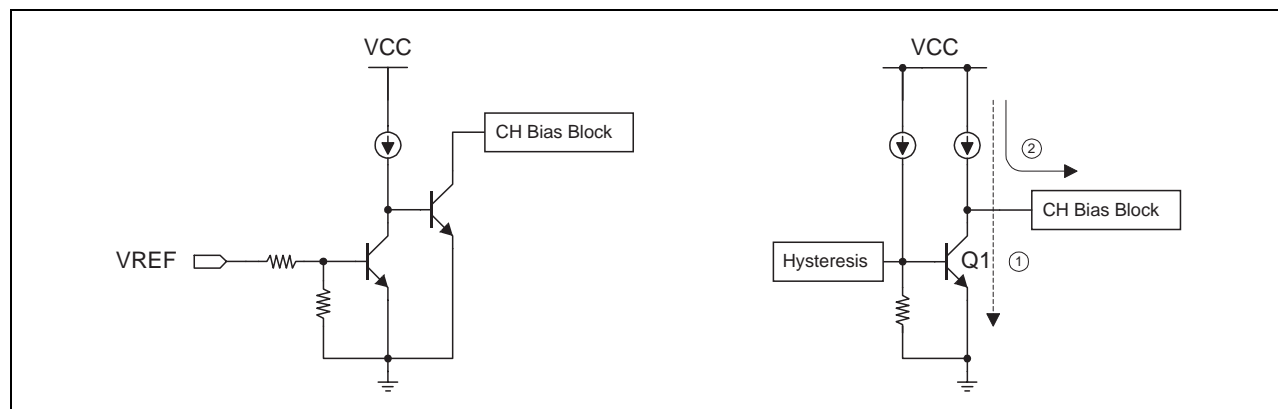 VCC
CH Bias Block
VREF
VCC
②
CH Bias Block
Hysteresis
Q1
①